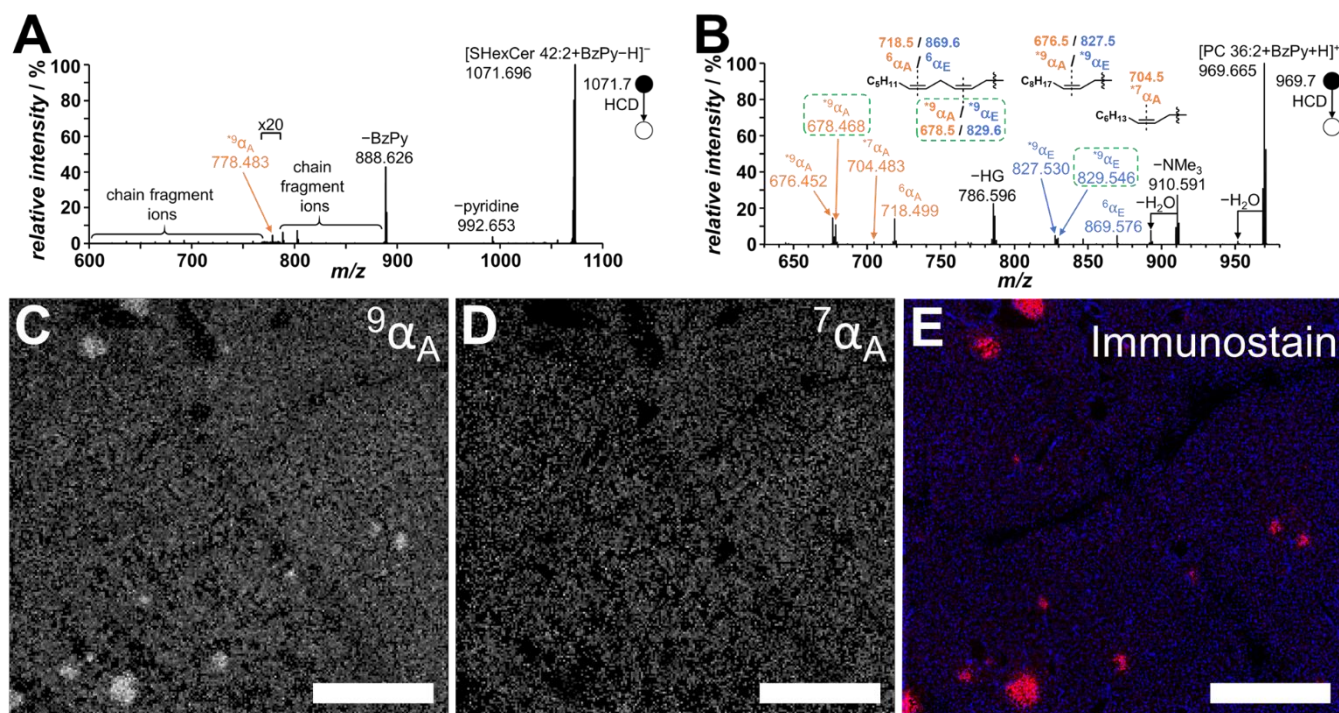 A
[SHexCer 42:2+BzPy−H]⁻
1071.696
1071.7
HCD
x20
*⁹αA
778.483
−BzPy
888.626
chain fragment ions
chain
fragment
ions
−pyridine
992.653
relative intensity / %
100
80
60
40
20
0
600 700 800 900 1000 1100
m/z
B
718.5 / 869.6
⁶αA / ⁶αE
C₅H₁₁
*⁹αA / *⁹αE
678.5 / 829.6
676.5 / 827.5
*⁹αA / *⁹αE
C₈H₁₇
704.5
*⁷αA
C₆H₁₃
[PC 36:2+BzPy+H]⁺
969.665
969.7
HCD
*⁹αA
678.468
*⁹αA
676.452
*⁷αA
704.483
⁶αA
718.499
−HG
786.596
*⁹αE
827.530
*⁹αE
829.546
⁶αE
869.576
−NMe₃
910.591
−H₂O
−H₂O
relative intensity / %
100
80
60
40
20
0
650 700 750 800 850 900 950
m/z
C
⁹αA
D
⁷αA
E
Immunostain